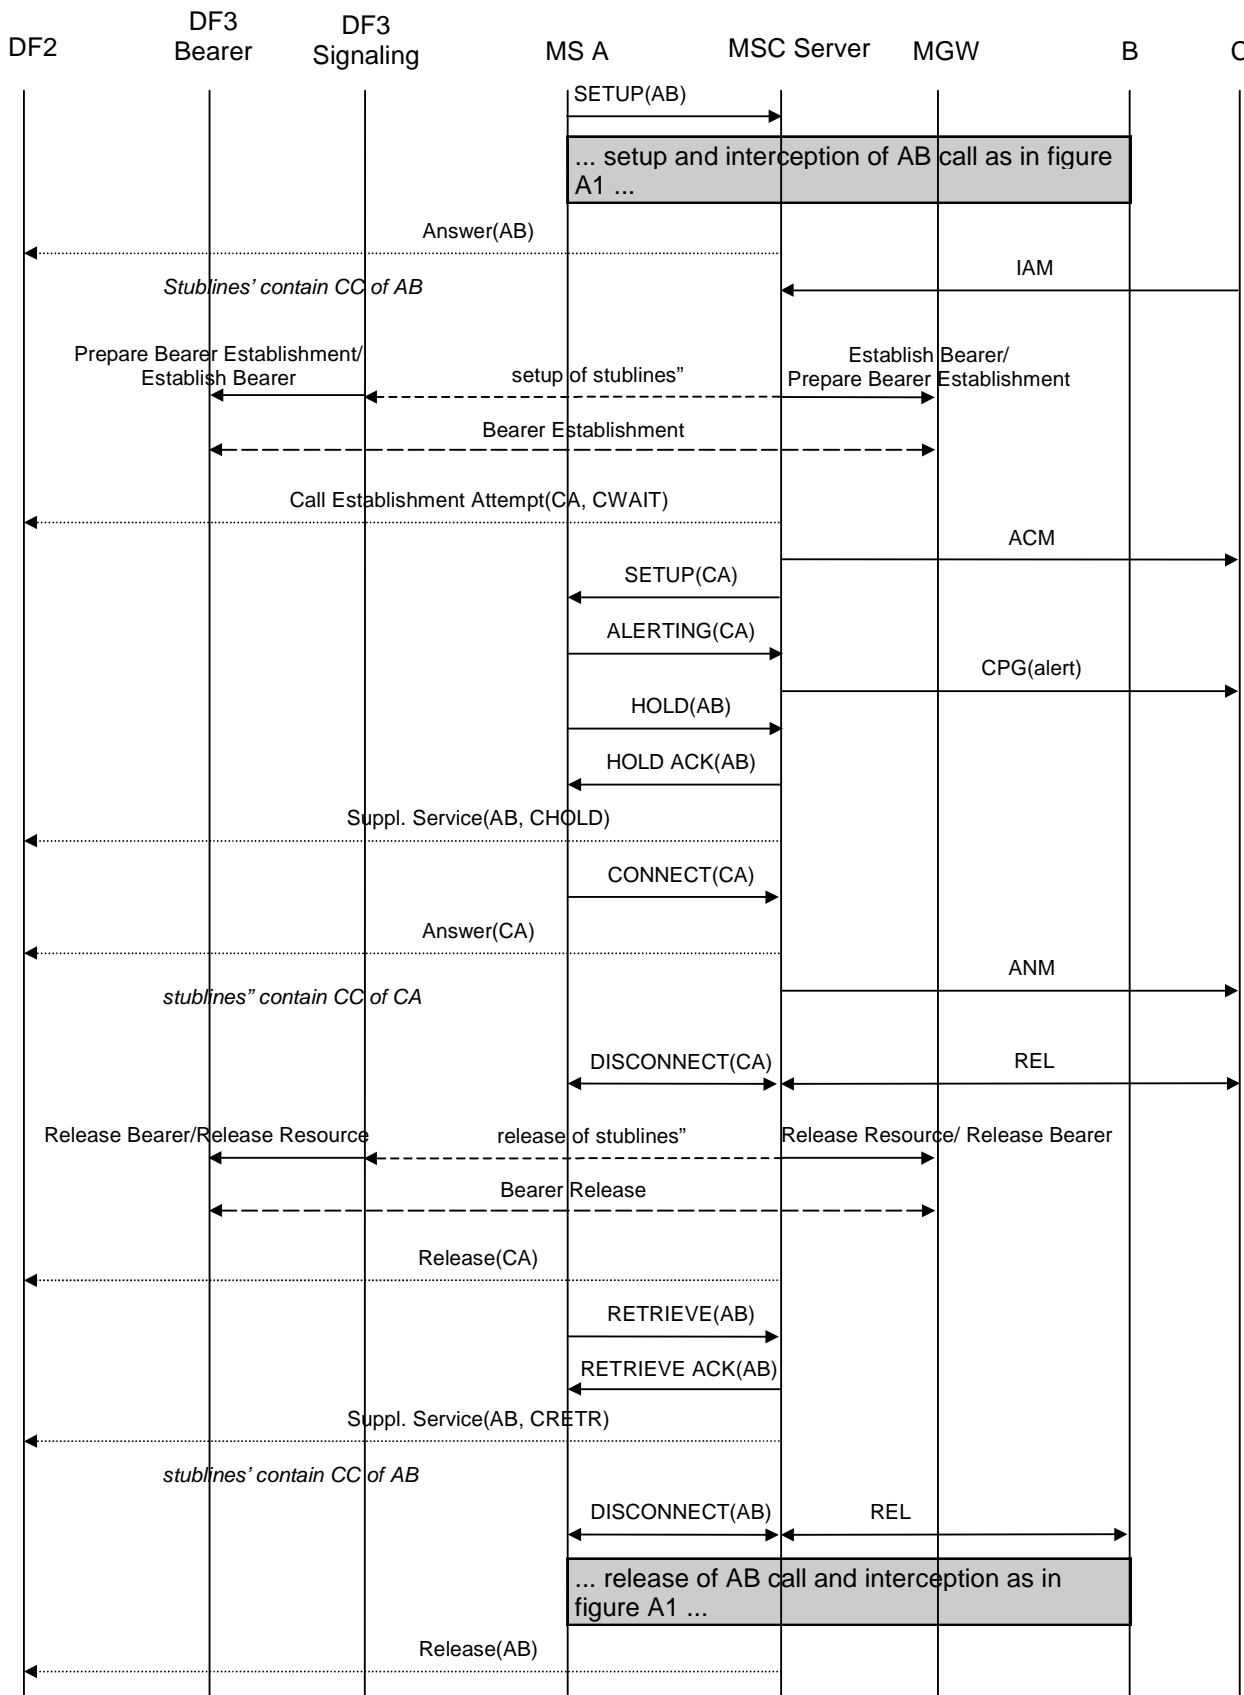 DF2
DF3
Bearer
DF3
Signaling
MS A
MSC Server
MGW
B
C
SETUP(AB)
... setup and interception of AB call as in figure
A1 ...
Answer(AB)
IAM
Stublines’ contain CC of AB
Prepare Bearer Establishment/
Establish Bearer
setup of stublines”
Establish Bearer/
Prepare Bearer Establishment
Bearer Establishment
Call Establishment Attempt(CA, CWAIT)
ACM
SETUP(CA)
ALERTING(CA)
CPG(alert)
HOLD(AB)
HOLD ACK(AB)
Suppl. Service(AB, CHOLD)
CONNECT(CA)
Answer(CA)
ANM
stublines” contain CC of CA
DISCONNECT(CA)
REL
Release Bearer/Release Resource
release of stublines”
Release Resource/ Release Bearer
Bearer Release
Release(CA)
RETRIEVE(AB)
RETRIEVE ACK(AB)
Suppl. Service(AB, CRETR)
stublines’ contain CC of AB
DISCONNECT(AB)
REL
... release of AB call and interception as in
figure A1 ...
Release(AB)